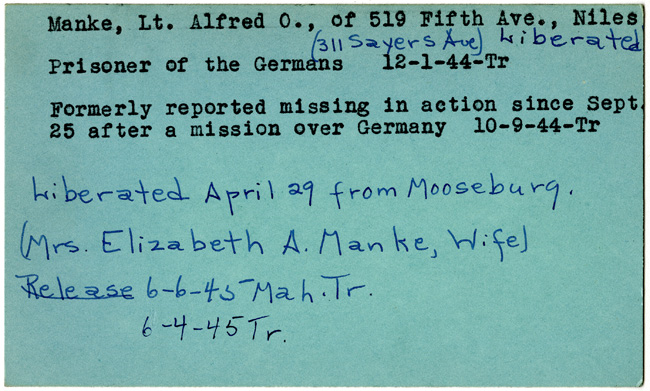 Manke, Lt. Alfred O., of 519 Fifth Ave., Niles
(311 Sayers Ave) Liberated
Prisoner of the Germans 12-1-44-Tr
Formerly reported missing in action since Sept.
25 after a mission over Germany 10-9-44-Tr
Liberated April 29 from Mooseburg.
(Mrs. Elizabeth A. Manke, Wife)
Release 6-6-45 Mah. Tr.
6-4-45 Tr.